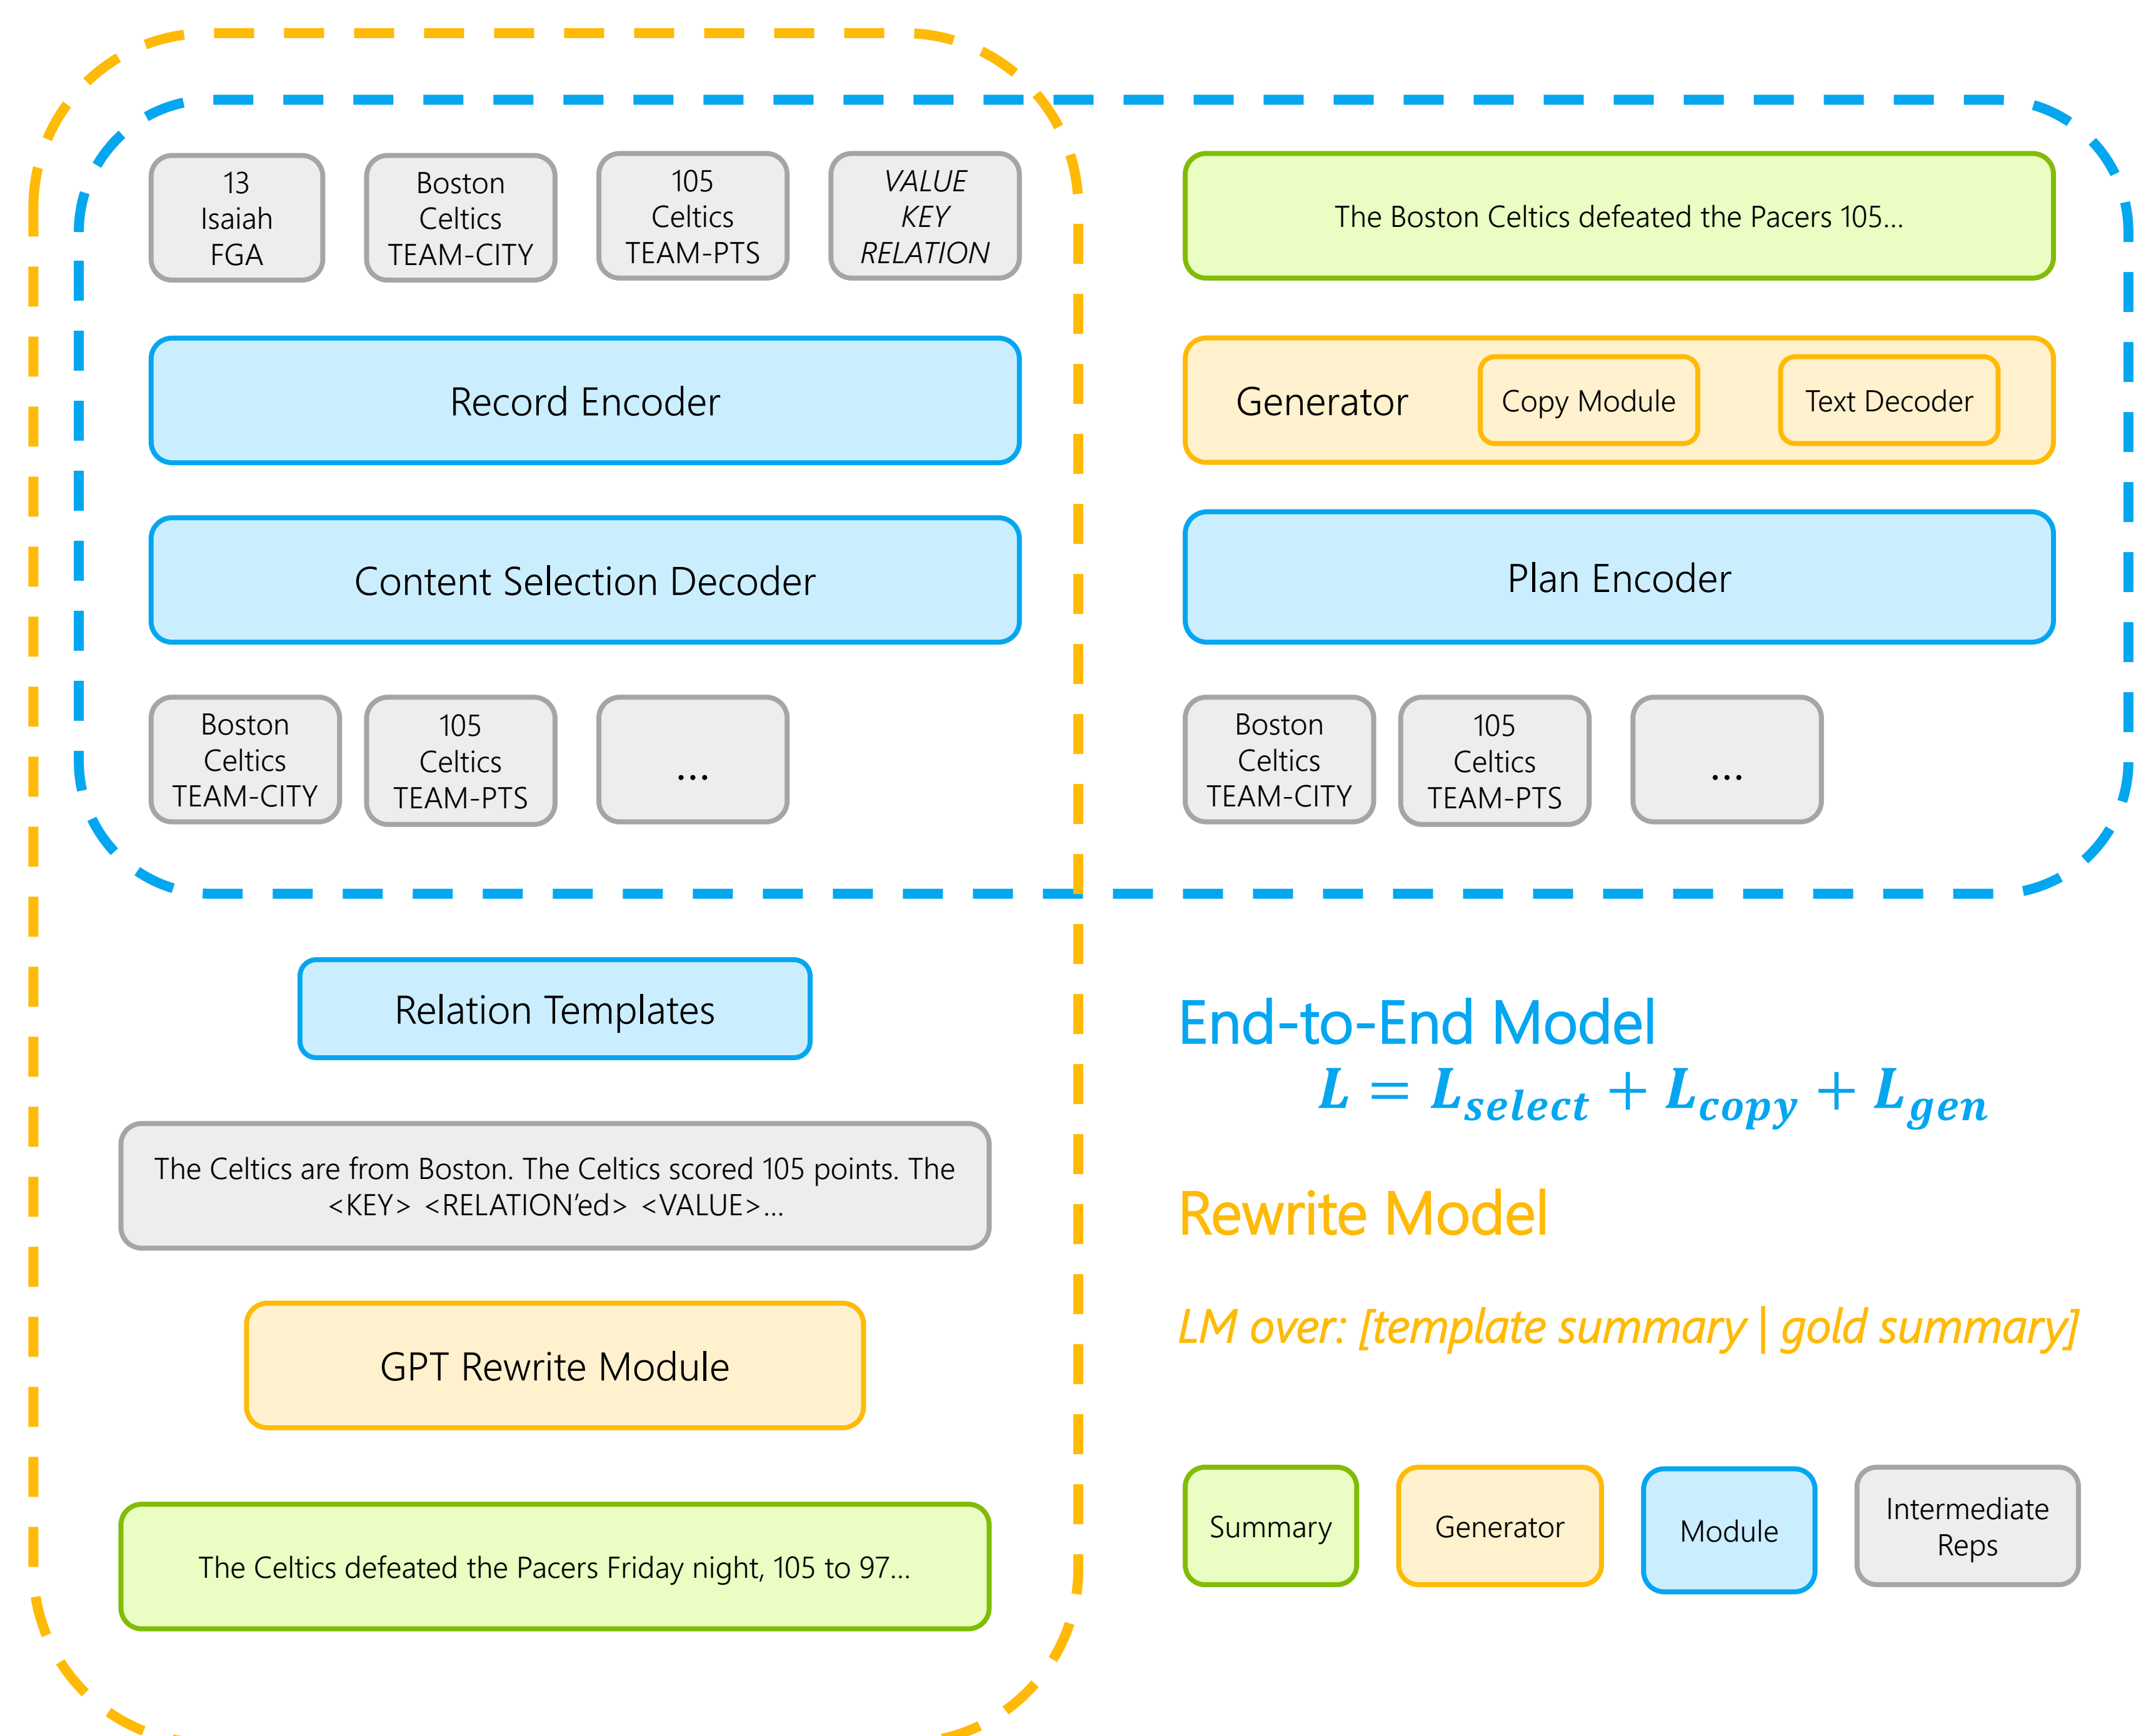 13
Isaiah
FGA
Boston
Celtics
TEAM-CITY
105
Celtics
TEAM-PTS
VALUE
KEY
RELATION
Record Encoder
Content Selection Decoder
Boston
Celtics
TEAM-CITY
105
Celtics
TEAM-PTS
...
The Boston Celtics defeated the Pacers 105...
Generator
Copy Module
Text Decoder
Plan Encoder
Boston
Celtics
TEAM-CITY
105
Celtics
TEAM-PTS
...
Relation Templates
The Celtics are from Boston. The Celtics scored 105 points. The
<KEY> <RELATION’ed> <VALUE>...
GPT Rewrite Module
The Celtics defeated the Pacers Friday night, 105 to 97...
End-to-End Model
L = L_select + L_copy + L_gen
Rewrite Model
LM over: [template summary | gold summary]
Summary
Generator
Module
Intermediate
Reps